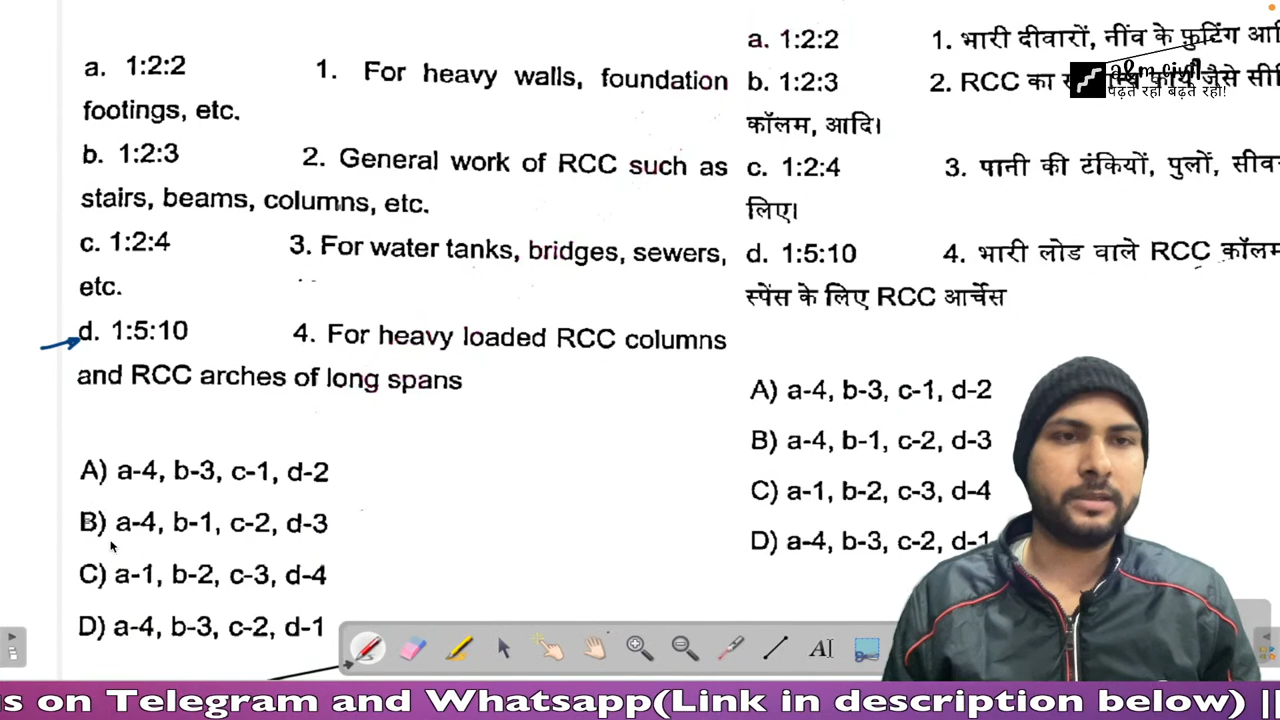 a. 1:2:2 1. For heavy walls, foundation
footings, etc.
b. 1:2:3 2. General work of RCC such as
stairs, beams, columns, etc.
c. 1:2:4 3. For water tanks, bridges, sewers,
etc.
d. 1:5:10 4. For heavy loaded RCC columns
and RCC arches of long spans
A) a-4, b-3, c-1, d-2
B) a-4, b-1, c-2, d-3
C) a-1, b-2, c-3, d-4
D) a-4, b-3, c-2, d-1
a. 1:2:2 1. भारी दीवारों, नींव के फुटिंग
b. 1:2:3 2. RCC का कार्य जैसे
कॉलम, आदि।
c. 1:2:4 3. पानी की टंकियों, पुलों,
लिए।
d. 1:5:10 4. भारी लोड वाले RCC
स्पेंस के लिए RCC आर्चेस
A) a-4, b-3, c-1, d-2
B) a-4, b-1, c-2, d-3
C) a-1, b-2, c-3, d-4
D) a-4, b-3, c-2, d-1
पढ़ते रहो बढ़ते रहो!
AI
s on Telegram and Whatsapp(Link in description below) ||